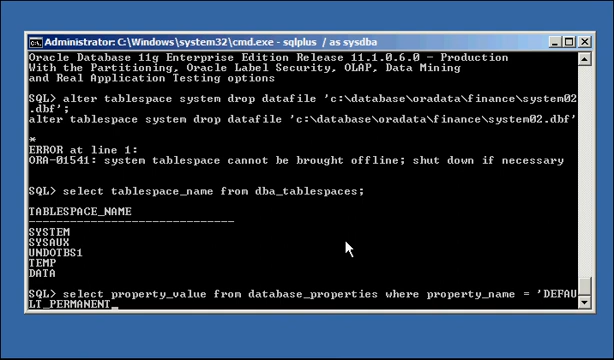 Administrator: C:\Windows\system32\cmd.exe - sqlplus / as sysdba
Oracle Database 11g Enterprise Edition Release 11.1.0.6.0 - Production
With the Partitioning, Oracle Label Security, OLAP, Data Mining
and Real Application Testing options
SQL> alter tablespace system drop datafile 'c:\database\oradata\finance\system02
.dbf';
alter tablespace system drop datafile 'c:\database\oradata\finance\system02.dbf'
*
ERROR at line 1:
ORA-01541: system tablespace cannot be brought offline; shut down if necessary
SQL> select tablespace_name from dba_tablespaces;
TABLESPACE_NAME
------------------------------
SYSTEM
SYSAUX
UNDOTBS1
TEMP
DATA
SQL> select property_value from database_properties where property_name = 'DEFAU
LT_PERMANENT_